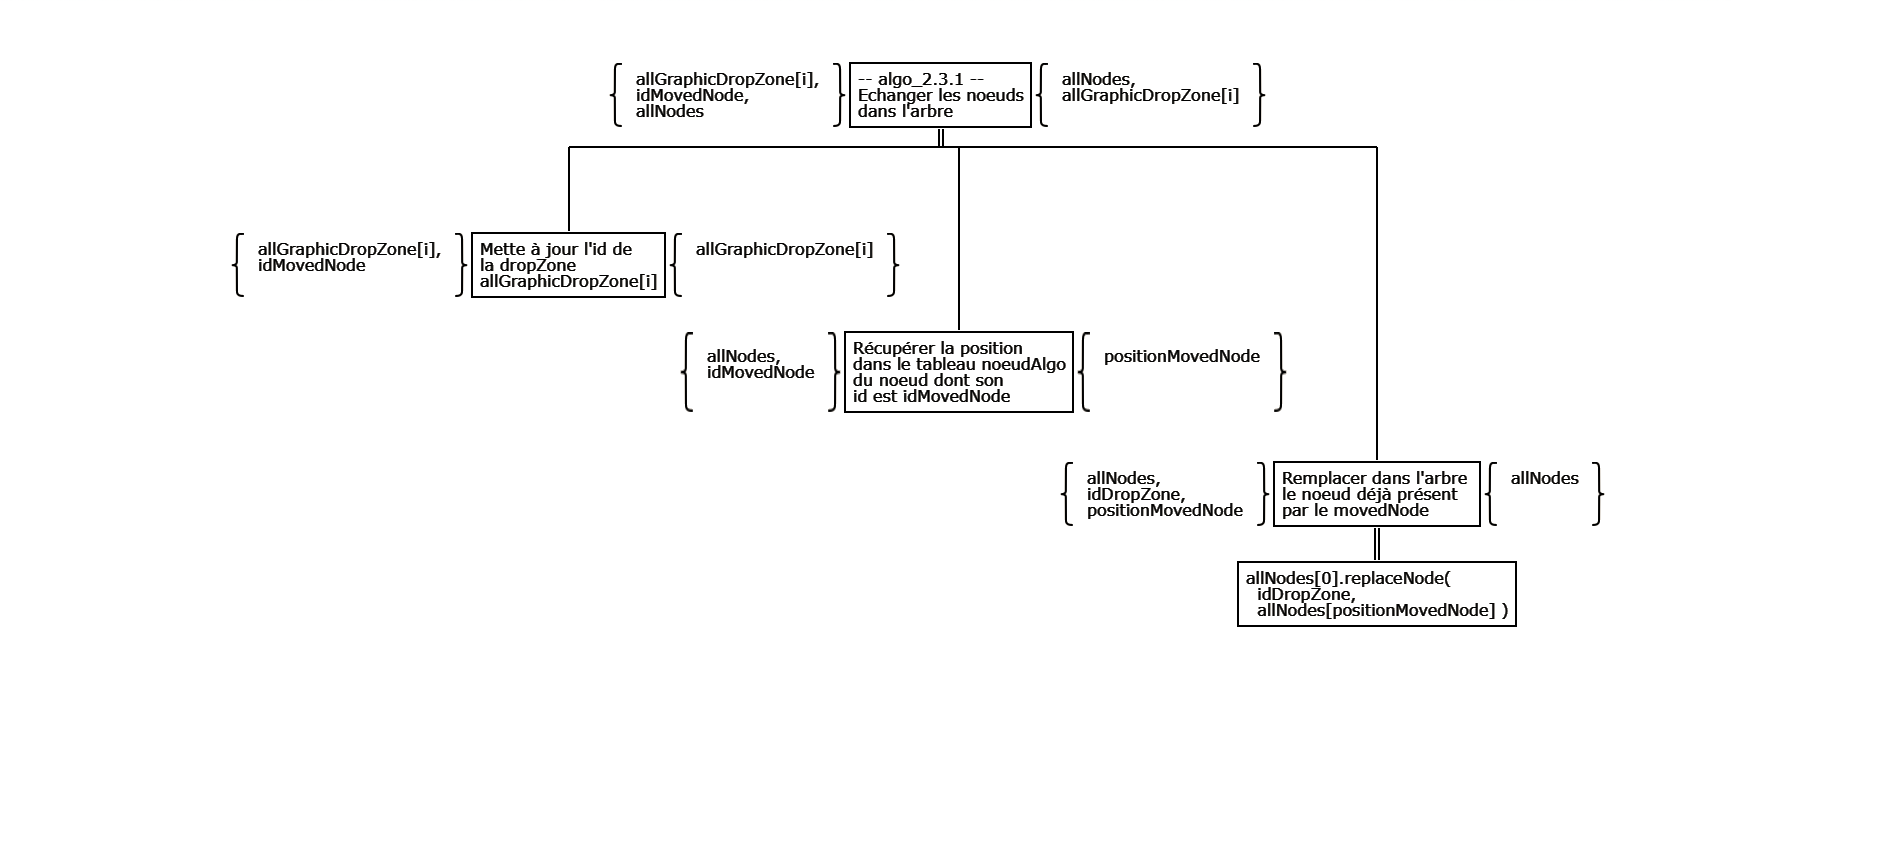 allGraphicDropZone[i],
idMovedNode,
allNodes
-- algo_2.3.1 --
Echanger les noeuds
dans l'arbre
allNodes,
allGraphicDropZone[i]
allGraphicDropZone[i],
idMovedNode
Mette à jour l'id de
la dropZone
allGraphicDropZone[i]
allGraphicDropZone[i]
allNodes,
idMovedNode
Récupérer la position
dans le tableau noeudAlgo
du noeud dont son
id est idMovedNode
positionMovedNode
allNodes,
idDropZone,
positionMovedNode
Remplacer dans l'arbre
le noeud déjà présent
par le movedNode
allNodes
allNodes[0].replaceNode(
idDropZone,
allNodes[positionMovedNode] )